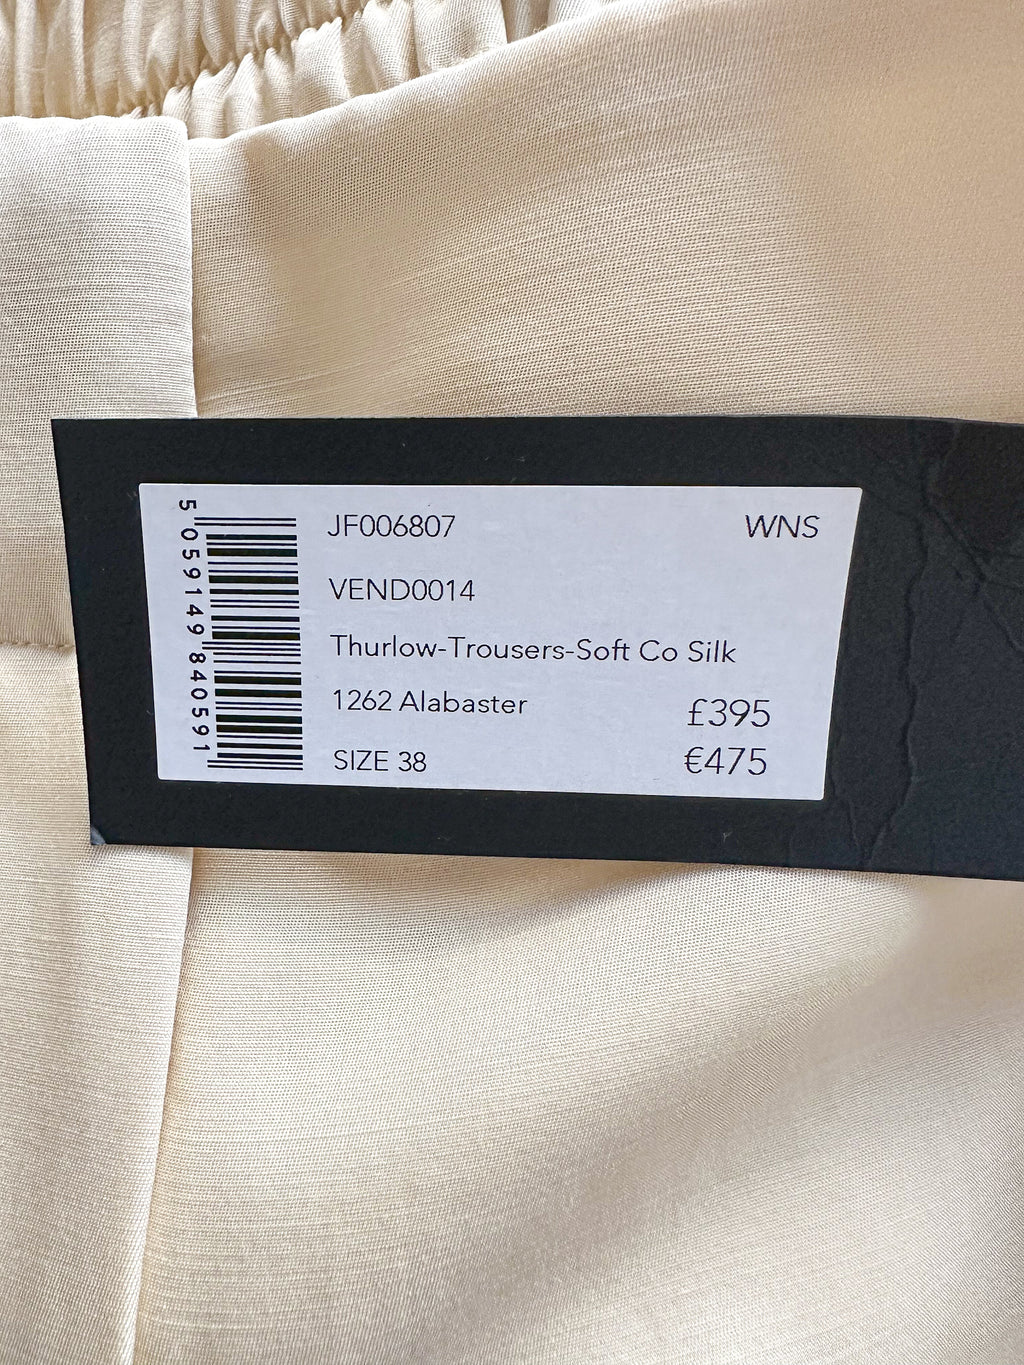 JF006807 WNS
VEND0014
Thurlow-Trousers-Soft Co Silk
1262 Alabaster £395
SIZE 38 €475
5 059149 840591